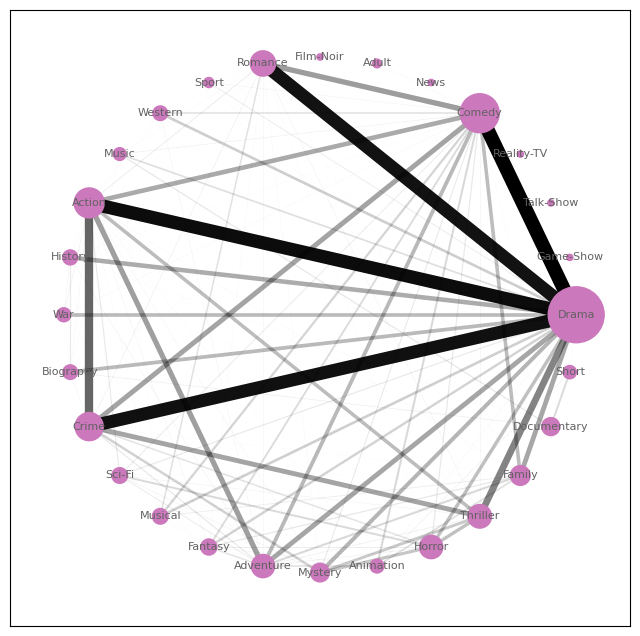 Film-Noir
Romance
Adult
Sport
News
Western
Comedy
Music
Reality-TV
Action
Talk-Show
History
Game-Show
War
Drama
Biography
Short
Crime
Documentary
Sci-Fi
Family
Musical
Thriller
Fantasy
Horror
Adventure
Mystery
Animation